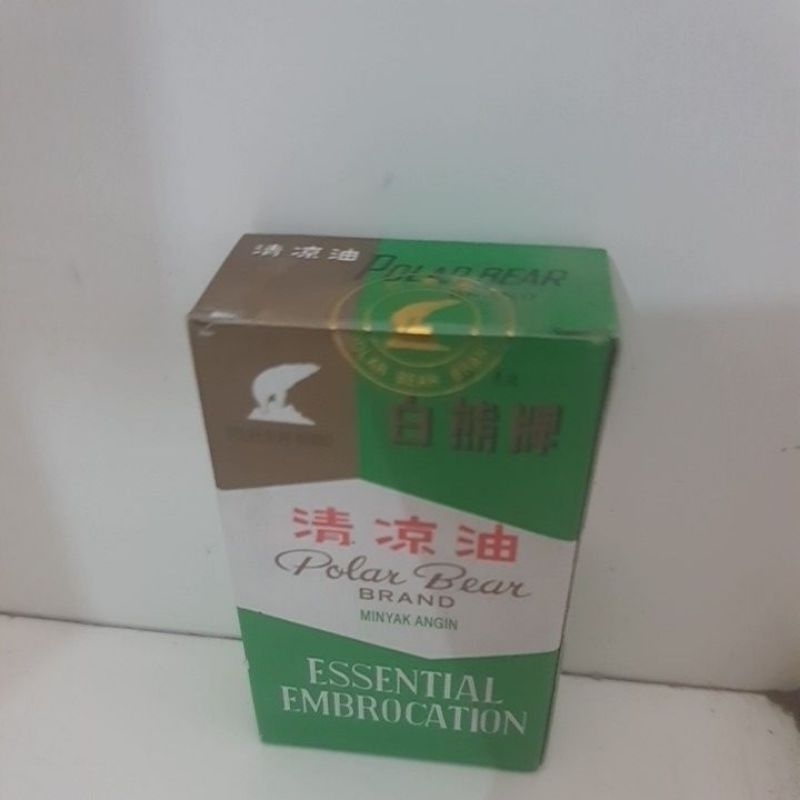 清凉油
POLAR BEAR
POLAR BEAR BRAND
白熊牌
清凉油
Polar Bear
BRAND
MINYAK ANGIN
ESSENTIAL
EMBROCATION